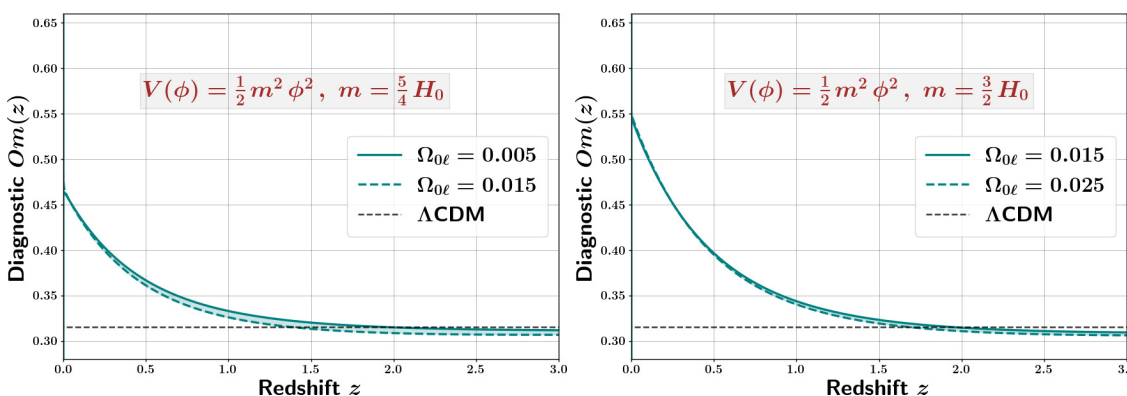 V(ϕ) = 1/2 m² ϕ² , m = 5/4 H₀
Diagnostic Om(z)
0.65
0.60
0.55
0.50
0.45
0.40
0.35
0.30
Ω₀ℓ = 0.005
Ω₀ℓ = 0.015
ΛCDM
0.0 0.5 1.0 1.5 2.0 2.5 3.0
Redshift z
V(ϕ) = 1/2 m² ϕ² , m = 3/2 H₀
Diagnostic Om(z)
0.65
0.60
0.55
0.50
0.45
0.40
0.35
0.30
Ω₀ℓ = 0.015
Ω₀ℓ = 0.025
ΛCDM
0.0 0.5 1.0 1.5 2.0 2.5 3.0
Redshift z